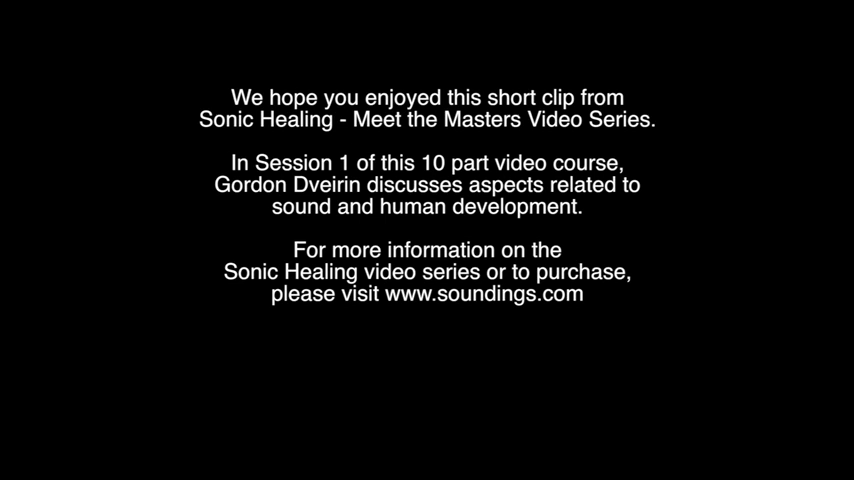 We hope you enjoyed this short clip from
Sonic Healing - Meet the Masters Video Series.
In Session 1 of this 10 part video course,
Gordon Dveirin discusses aspects related to
sound and human development.
For more information on the
Sonic Healing video series or to purchase,
please visit www.soundings.com